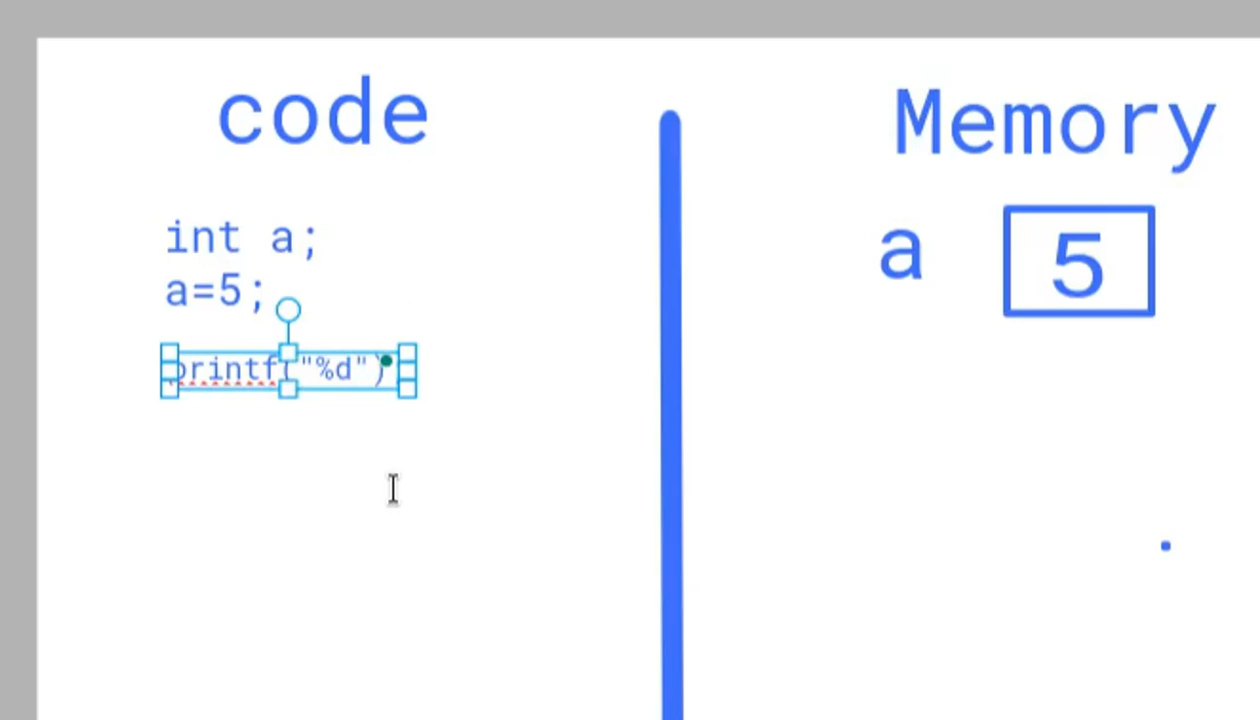 code
int a;
a=5;
printf("%d")
Memory
a 5